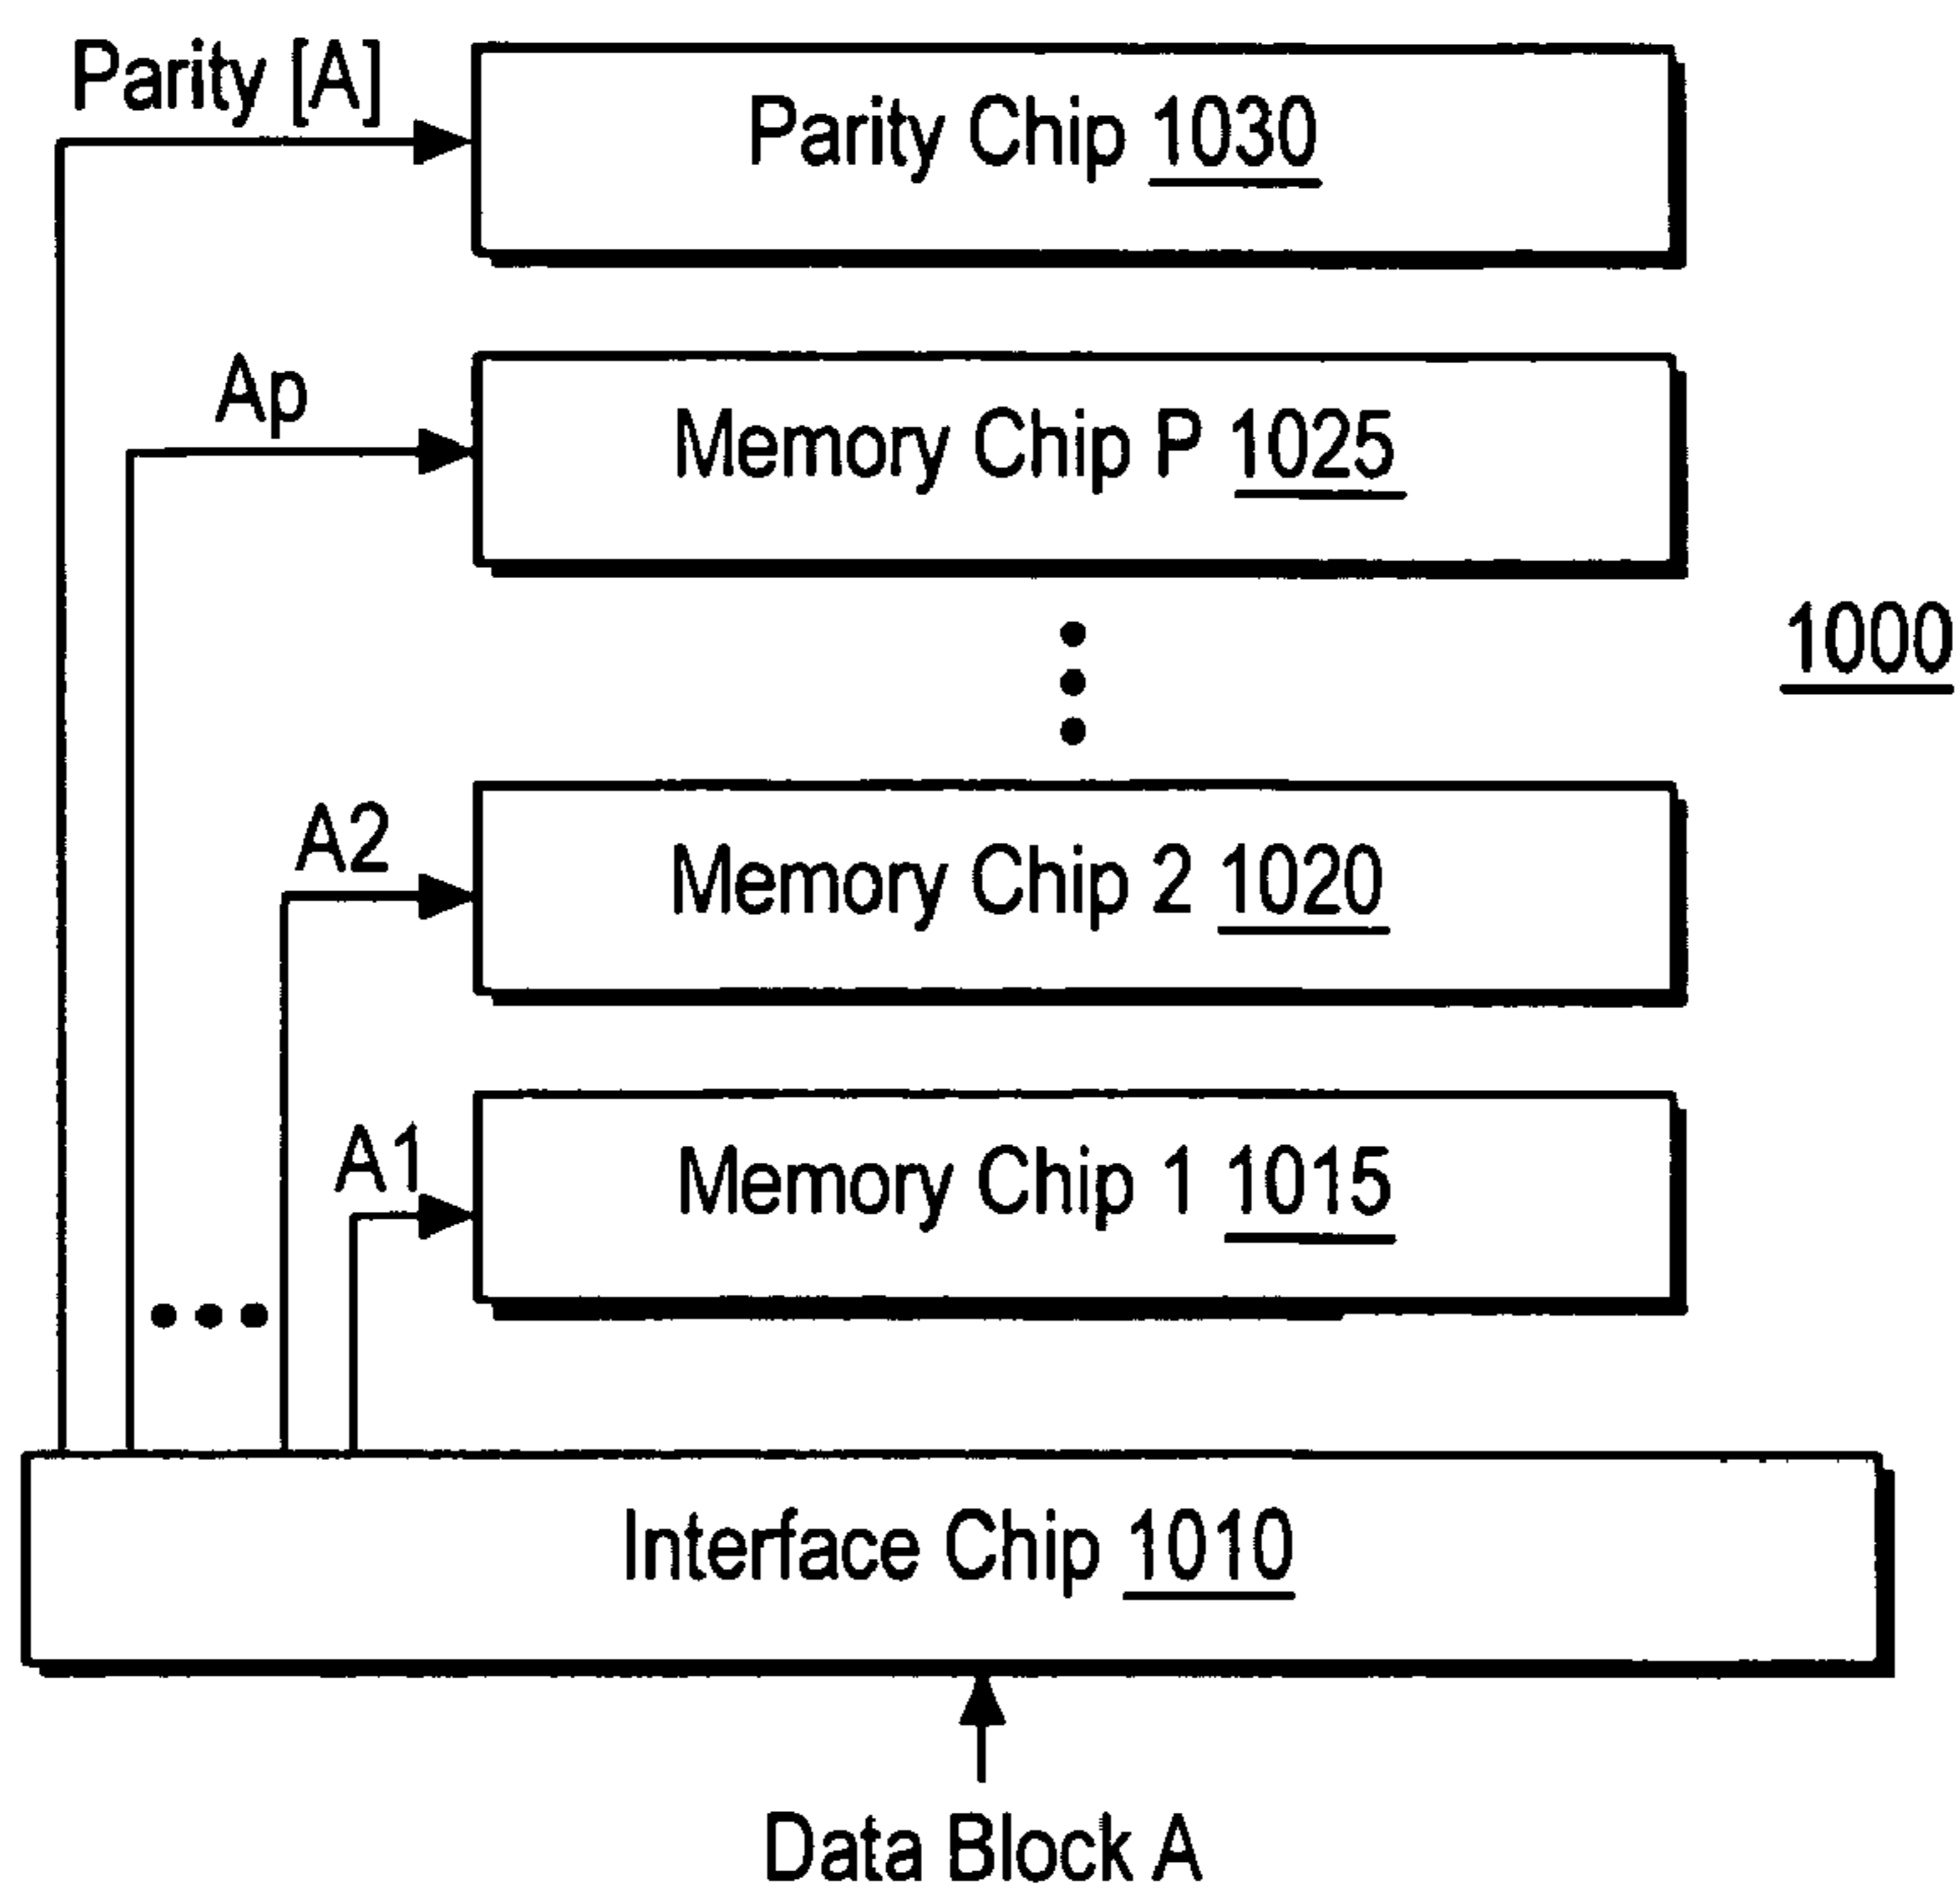 Parity [A]
Parity Chip 1030
Ap
Memory Chip P 1025
1000
A2
Memory Chip 2 1020
A1
Memory Chip 1 1015
Interface Chip 1010
Data Block A